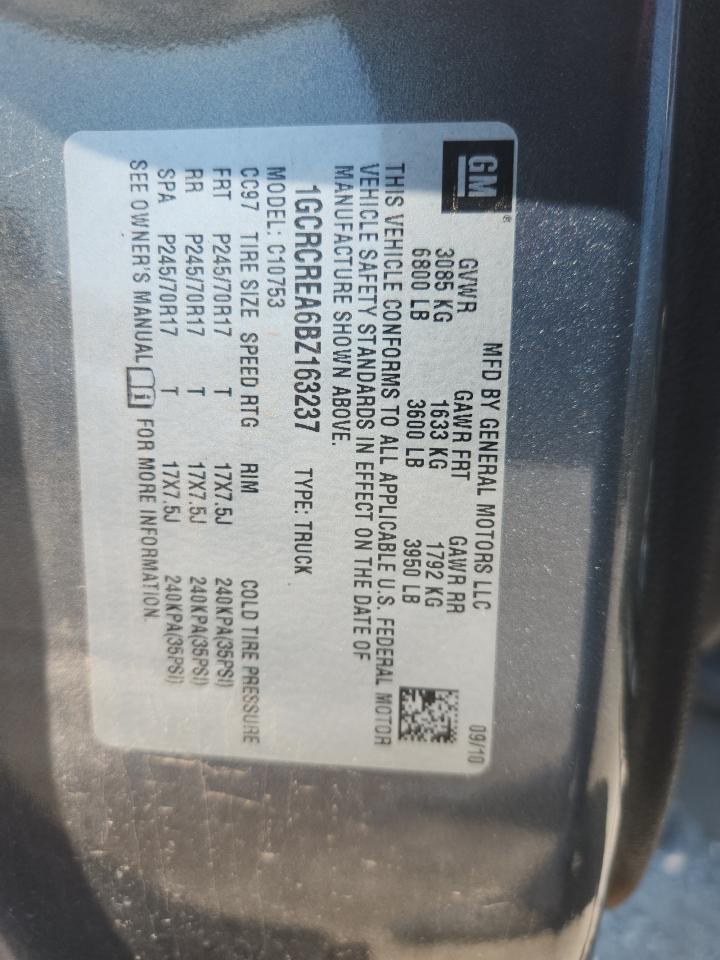 GM®
MFD BY GENERAL MOTORS LLC 09/10
GVWR GAWR FRT GAWR RR
3085 KG 1633 KG 1792 KG
6800 LB 3600 LB 3950 LB
THIS VEHICLE CONFORMS TO ALL APPLICABLE U.S. FEDERAL MOTOR
VEHICLE SAFETY STANDARDS IN EFFECT ON THE DATE OF
MANUFACTURE SHOWN ABOVE.
1GCRCREA6BZ163237 TYPE: TRUCK
MODEL: C10753
CC97 TIRE SIZE SPEED RTG RIM COLD TIRE PRESSURE
FRT P245/70R17 T 17X7.5J 240KPA(35PSI)
RR P245/70R17 T 17X7.5J 240KPA(35PSI)
SPA P245/70R17 T 17X7.5J 240KPA(35PSI)
SEE OWNER'S MANUAL i FOR MORE INFORMATION.